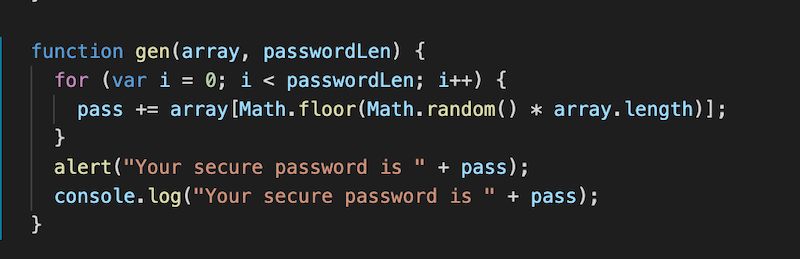 function gen(array, passwordLen) {
for (var i = 0; i < passwordLen; i++) {
pass += array[Math.floor(Math.random() * array.length)];
}
alert("Your secure password is " + pass);
console.log("Your secure password is " + pass);
}